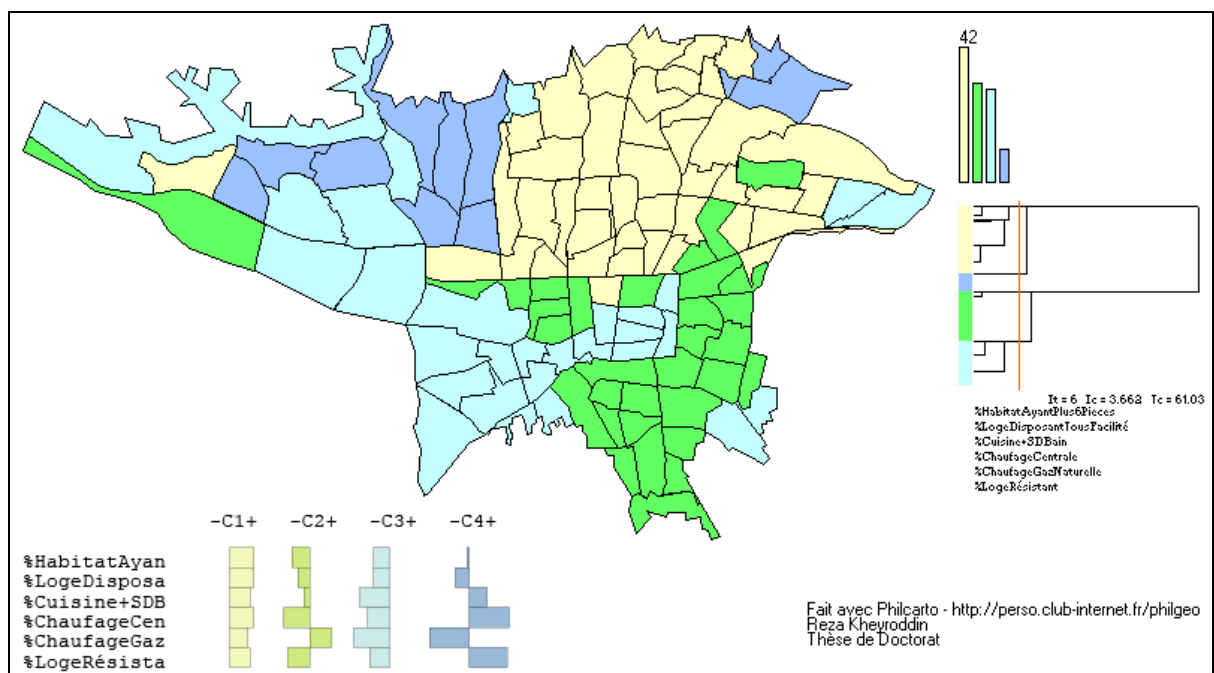 42
It = 6 Ic = 3.662 Tc = 61.03
%HabitatAyantPlus6Pieces
%LogeDisposantTousFacilité
%Cuisine+SDBain
%ChaufageCentrale
%ChaufageGazNaturelle
%LogeRésistant
-C1+ -C2+ -C3+ -C4+
%HabitatAyan
%LogeDisposa
%Cuisine+SDB
%ChaufageCen
%ChaufageGaz
%LogeRésista
Fait avec Philcarto - http://perso.club-internet.fr/philgeo
Reza Kheyroddin
Thèse de Doctorat